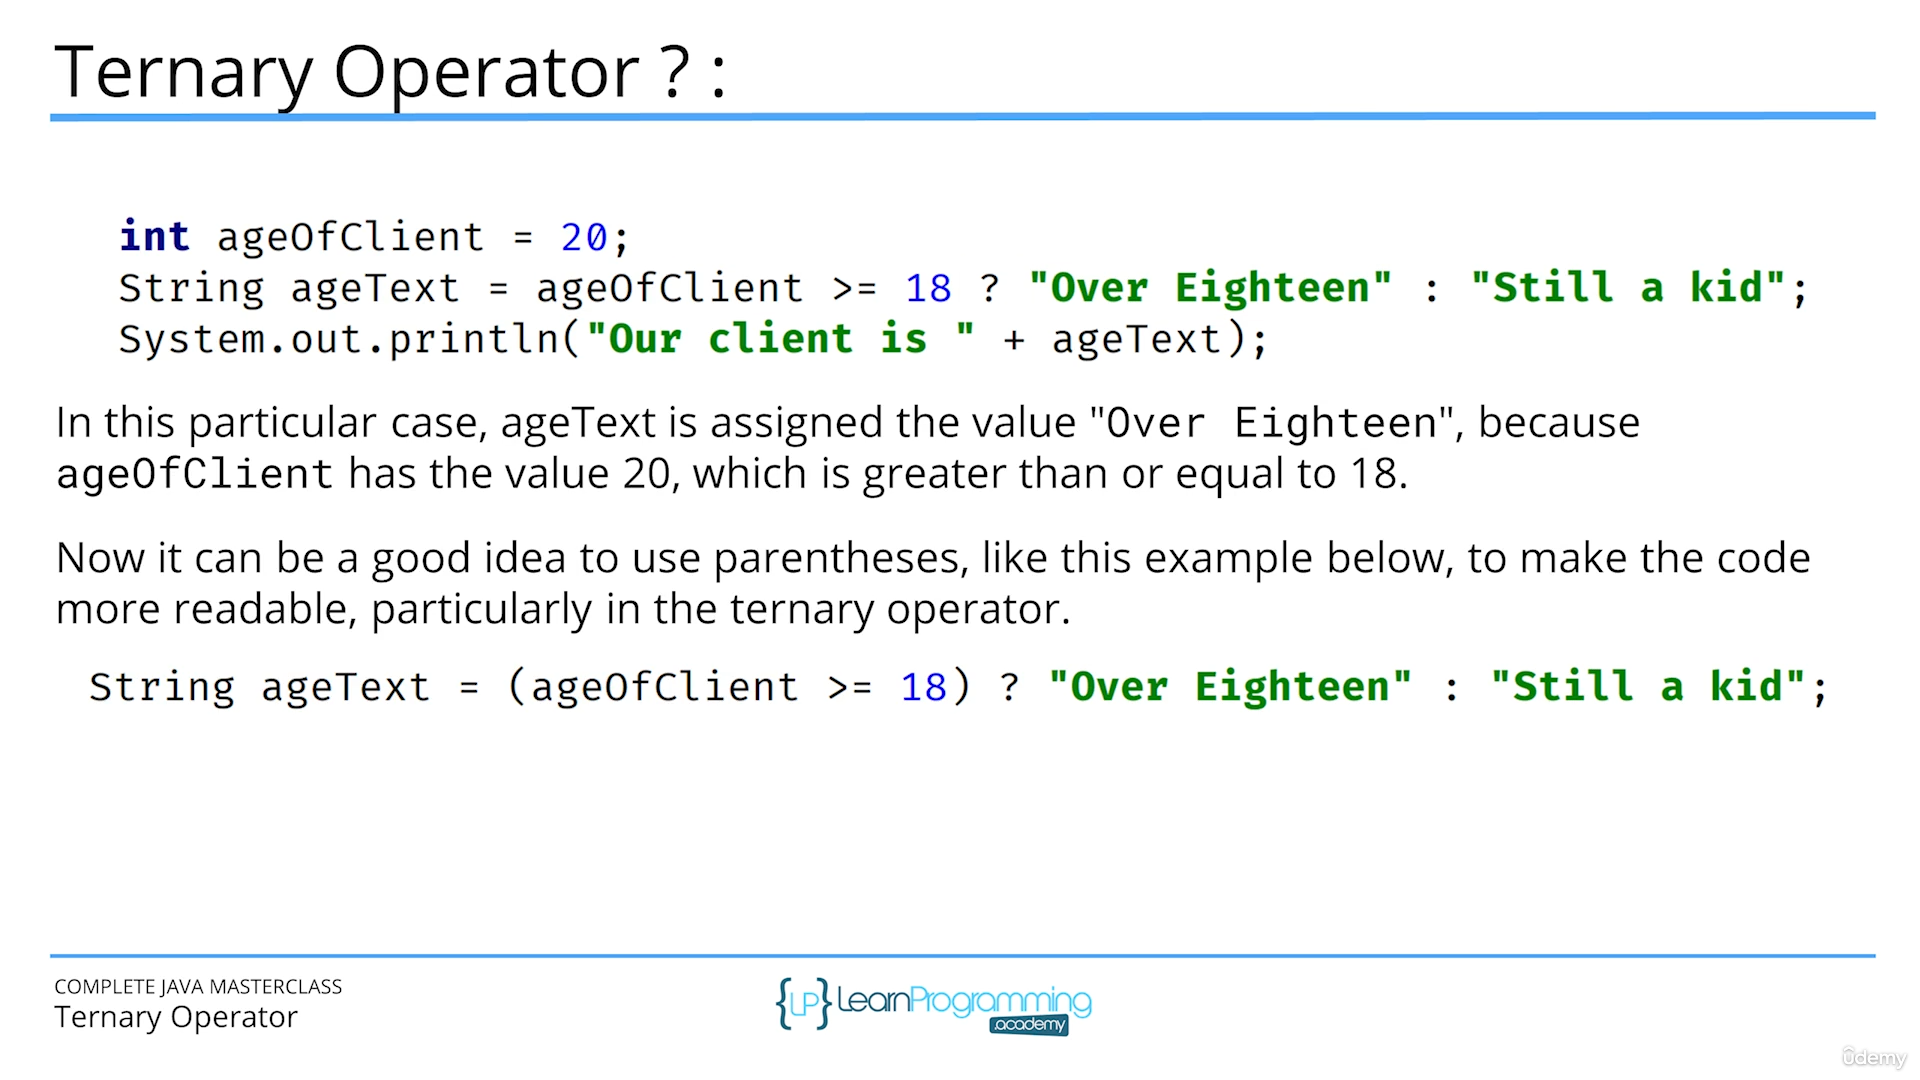 Ternary Operator ? :
int ageOfClient = 20;
String ageText = ageOfClient >= 18 ? "Over Eighteen" : "Still a kid";
System.out.println("Our client is " + ageText);
In this particular case, ageText is assigned the value "Over Eighteen", because
ageOfClient has the value 20, which is greater than or equal to 18.
Now it can be a good idea to use parentheses, like this example below, to make the code
more readable, particularly in the ternary operator.
String ageText = (ageOfClient >= 18) ? "Over Eighteen" : "Still a kid";
COMPLETE JAVA MASTERCLASS
Ternary Operator
{LP} LearnProgramming
.academy
ûdemy